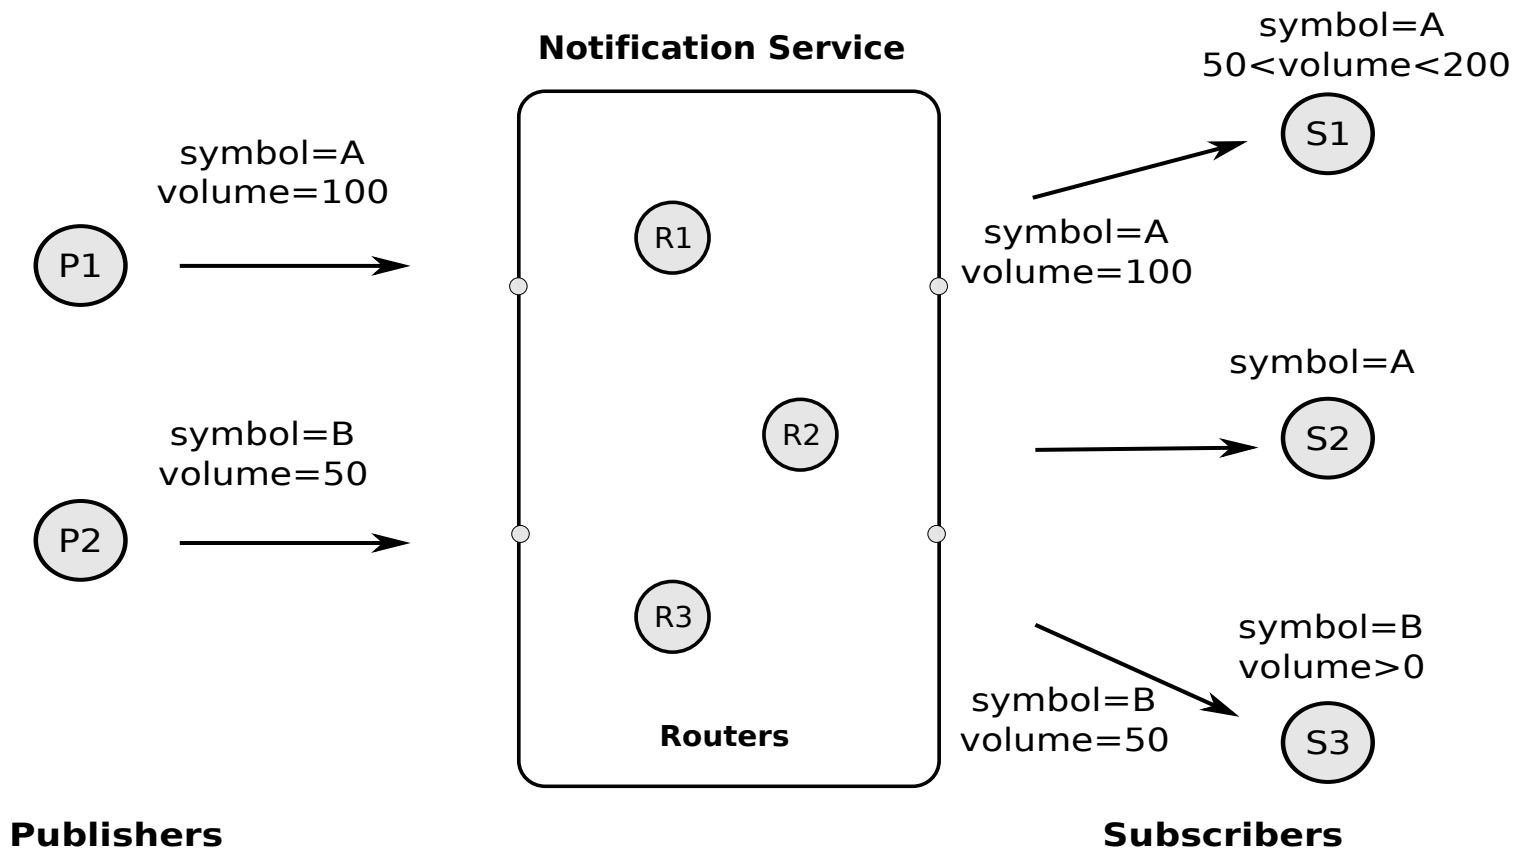 Notification Service
symbol=A
volume=100
P1
symbol=B
volume=50
P2
R1
R2
R3
Routers
symbol=A
50<volume<200
S1
symbol=A
volume=100
symbol=A
S2
symbol=B
volume>0
symbol=B
volume=50
S3
Publishers
Subscribers